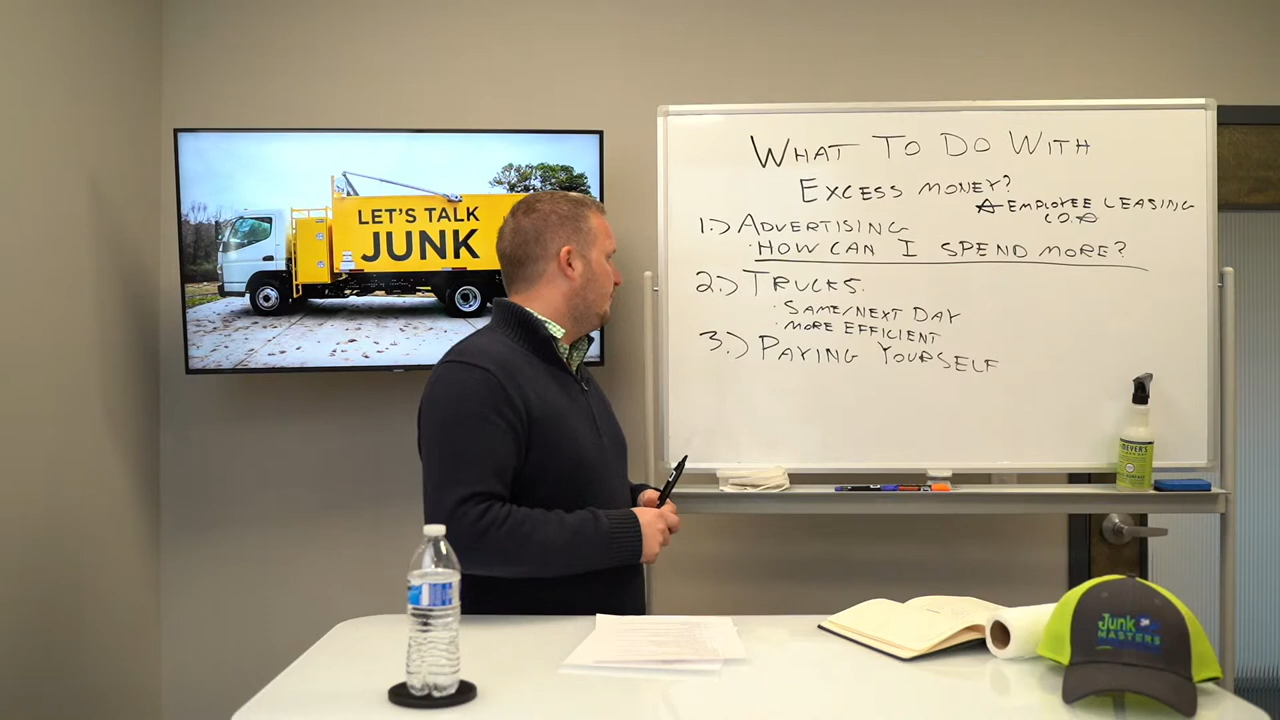 LET'S TALK
JUNK
WHAT TO DO WITH
EXCESS MONEY?
EMPLOYEE LEASING
CO.
1.) ADVERTISING
· HOW CAN I SPEND MORE?
2.) TRUCKS.
· SAME/NEXT DAY
· MORE EFFICIENT
3.) PAYING YOURSELF
MEYER'S
Junk
MASTERS